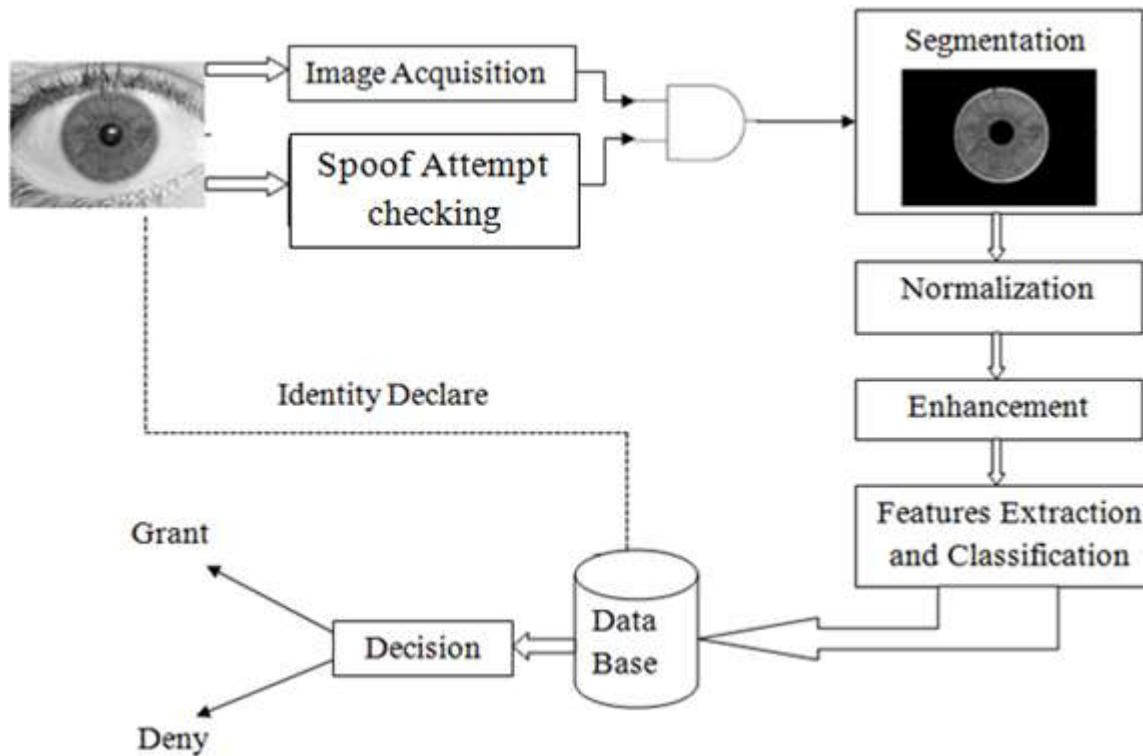 Image Acquisition
Spoof Attempt
checking
Segmentation
Normalization
Enhancement
Features Extraction
and Classification
Identity Declare
Data
Base
Decision
Grant
Deny